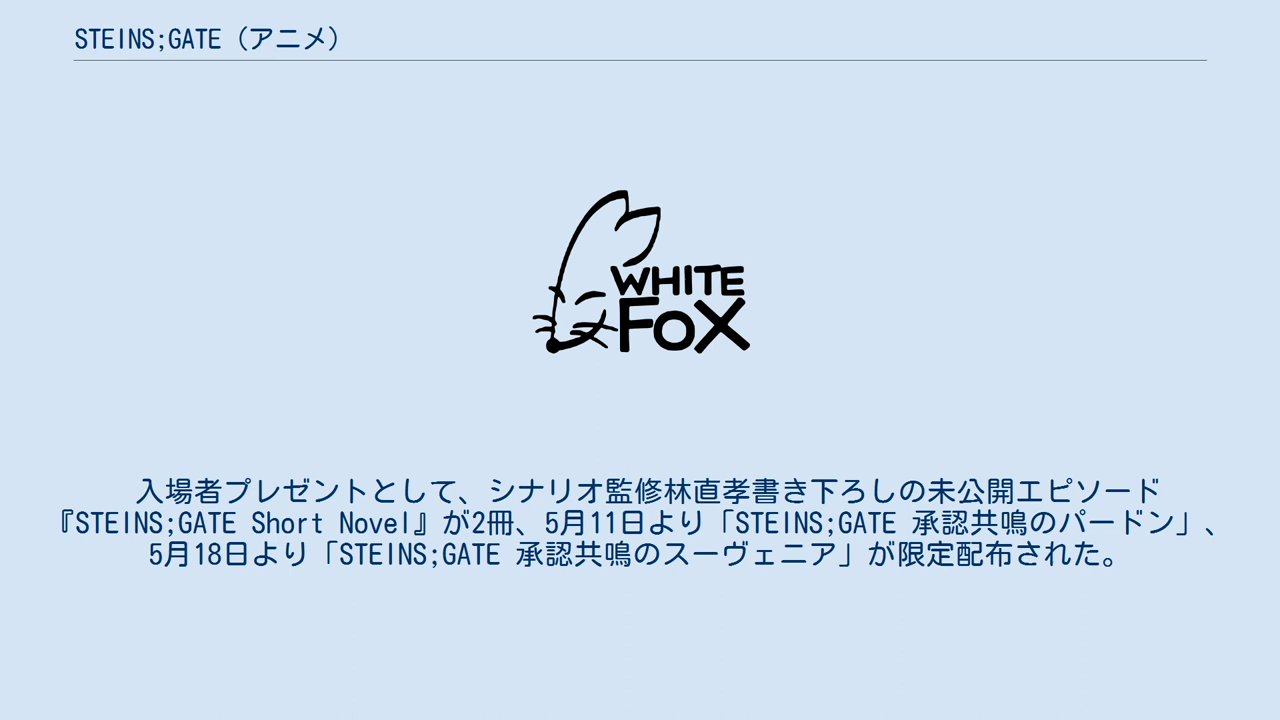 STEINS;GATE（アニメ）
WHITE
FOX
入場者プレゼントとして、シナリオ監修林直孝書き下ろしの未公開エピソード
『STEINS;GATE Short Novel』が2冊、5月11日より「STEINS;GATE 承認共鳴のパードン」、
5月18日より「STEINS;GATE 承認共鳴のスーヴェニア」が限定配布された。